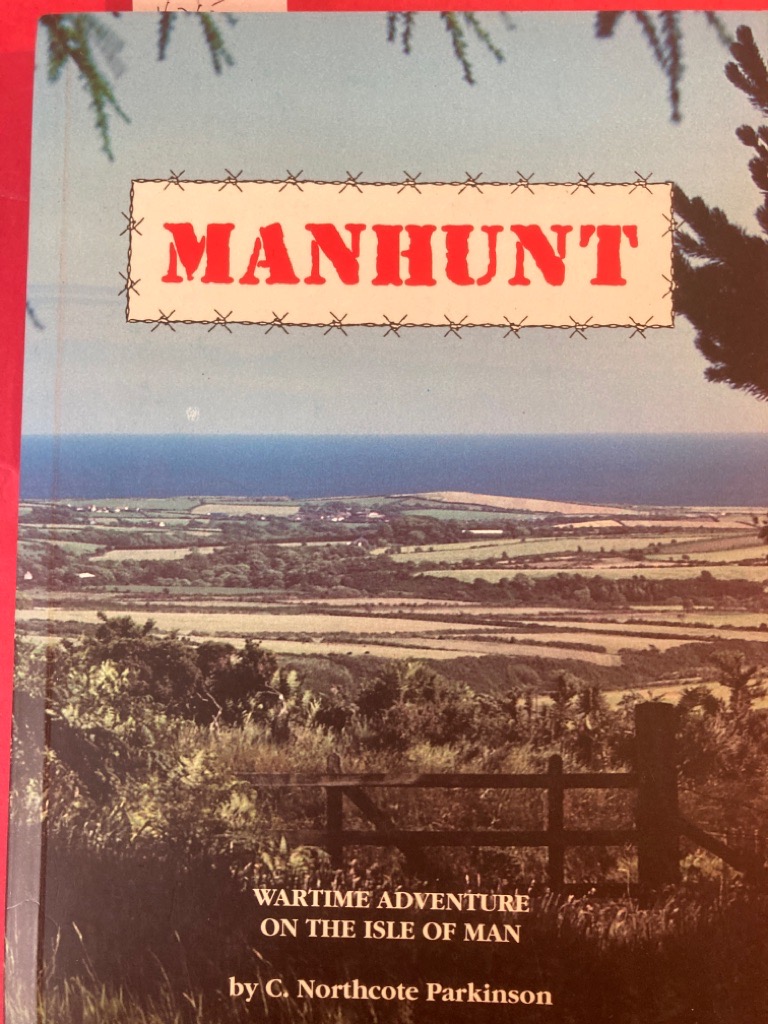 MANHUNT
WARTIME ADVENTURE
ON THE ISLE OF MAN
by C. Northcote Parkinson